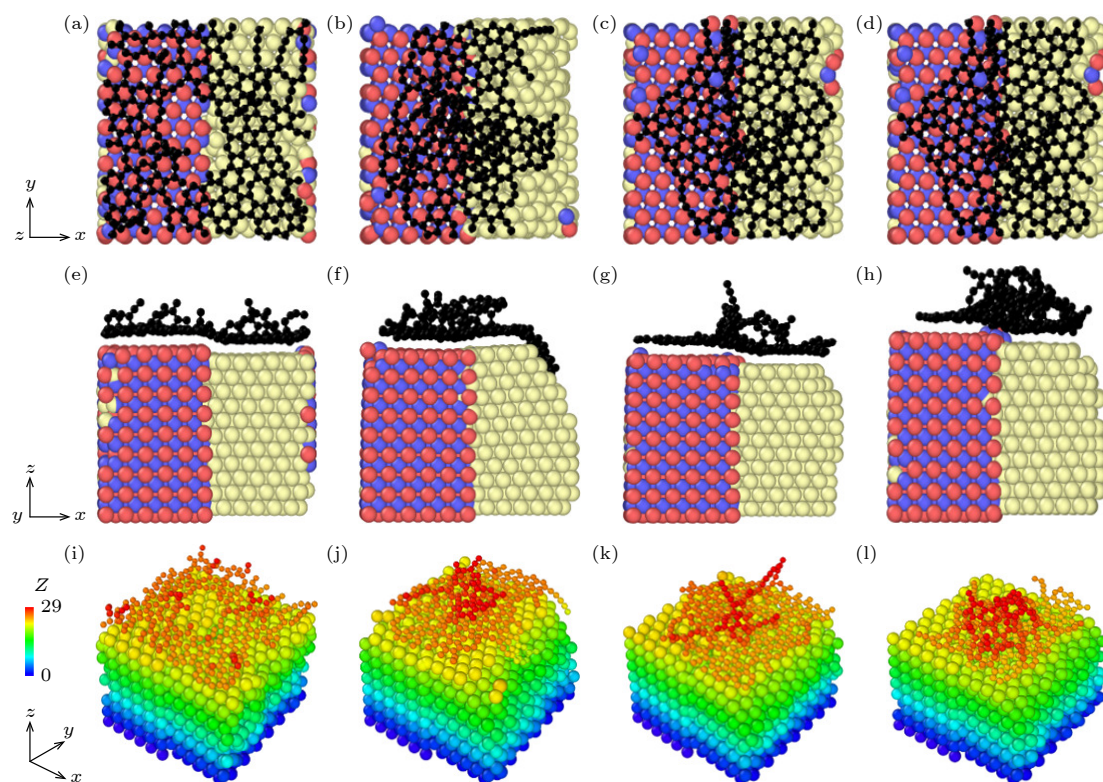 (a) (b) (c) (d)
y
z x
(e) (f) (g) (h)
z
y x
(i) (j) (k) (l)
Z
29
0
z
y
x